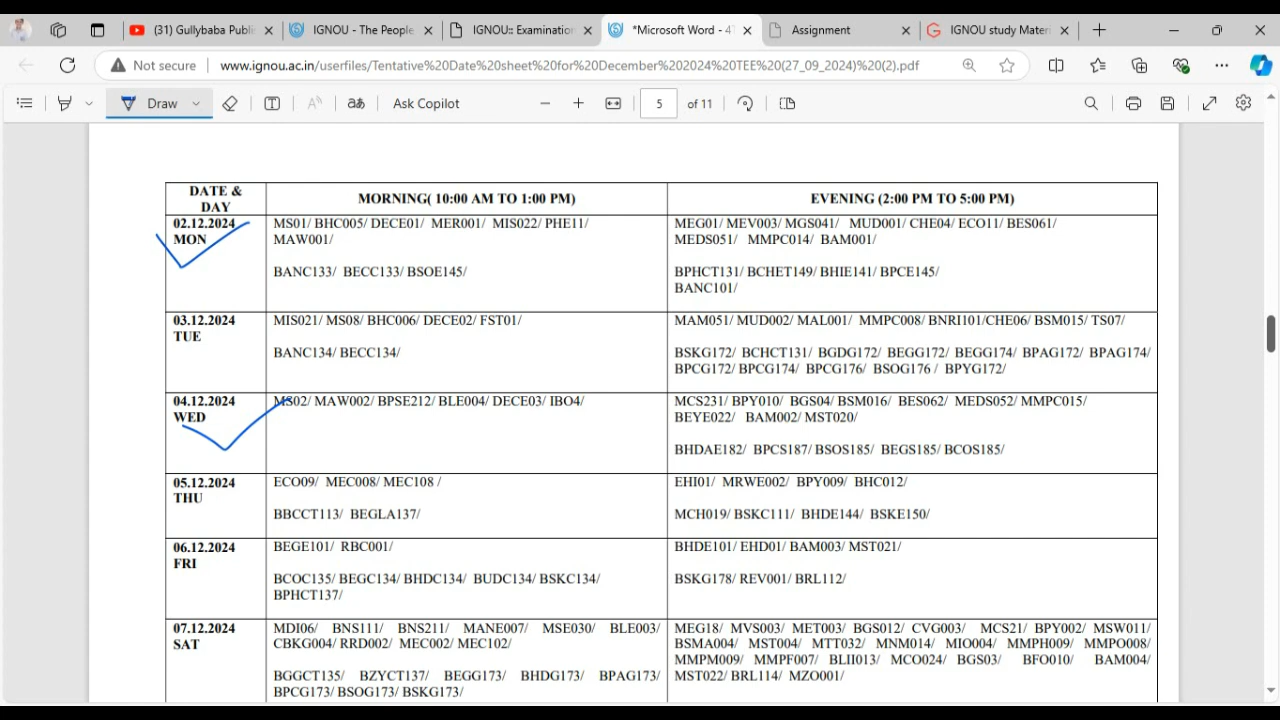 (31) Gullybaba Publi
IGNOU - The People
IGNOU:: Examination
*Microsoft Word - 4T
Assignment
IGNOU study Materi
Not secure
www.ignou.ac.in/userfiles/Tentative%20Date%20sheet%20for%20December%202024%20TEE%20(27_09_2024)%20(2).pdf
Draw
Ask Copilot
5 of 11
DATE & DAY
MORNING( 10:00 AM TO 1:00 PM)
EVENING (2:00 PM TO 5:00 PM)
02.12.2024
MON
MS01/ BHC005/ DECE01/ MER001/ MIS022/ PHE11/
MAW001/
BANC133/ BECC133/ BSOE145/
MEG01/ MEV003/ MGS041/ MUD001/ CHE04/ ECO11/ BES061/
MEDS051/ MMPC014/ BAM001/
BPHCT131/ BCHET149/ BHIE141/ BPCE145/
BANC101/
03.12.2024
TUE
MIS021/ MS08/ BHC006/ DECE02/ FST01/
BANC134/ BECC134/
MAM051/ MUD002/ MAL001/ MMPC008/ BNRI101/CHE06/ BSM015/ TS07/
BSKG172/ BCHCT131/ BGDG172/ BEGG172/ BEGG174/ BPAG172/ BPAG174/
BPCG172/ BPCG174/ BPCG176/ BSOG176 / BPYG172/
04.12.2024
WED
MS02/ MAW002/ BPSE212/ BLE004/ DECE03/ IBO4/
MCS231/ BPY010/ BGS04/ BSM016/ BES062/ MEDS052/ MMPC015/
BEYE022/ BAM002/ MST020/
BHDAE182/ BPCS187/ BSOS185/ BEGS185/ BCOS185/
05.12.2024
THU
ECO09/ MEC008/ MEC108 /
BBCCT113/ BEGLA137/
EHI01/ MRWE002/ BPY009/ BHC012/
MCH019/ BSKC111/ BHDE144/ BSKE150/
06.12.2024
FRI
BEGE101/ RBC001/
BCOC135/ BEGC134/ BHDC134/ BUDC134/ BSKC134/
BPHCT137/
BHDE101/ EHD01/ BAM003/ MST021/
BSKG178/ REV001/ BRL112/
07.12.2024
SAT
MDI06/ BNS111/ BNS211/ MANE007/ MSE030/ BLE003/
CBKG004/ RRD002/ MEC002/ MEC102/
BGGCT135/ BZYCT137/ BEGG173/ BHDG173/ BPAG173/
BPCG173/ BSOG173/ BSKG173/
MEG18/ MVS003/ MET003/ BGS012/ CVG003/ MCS21/ BPY002/ MSW011/
BSMA004/ MST004/ MTT032/ MNM014/ MIO004/ MMPH009/ MMPO008/
MMPM009/ MMPF007/ BLII013/ MCO024/ BGS03/ BFO010/ BAM004/
MST022/ BRL114/ MZO001/